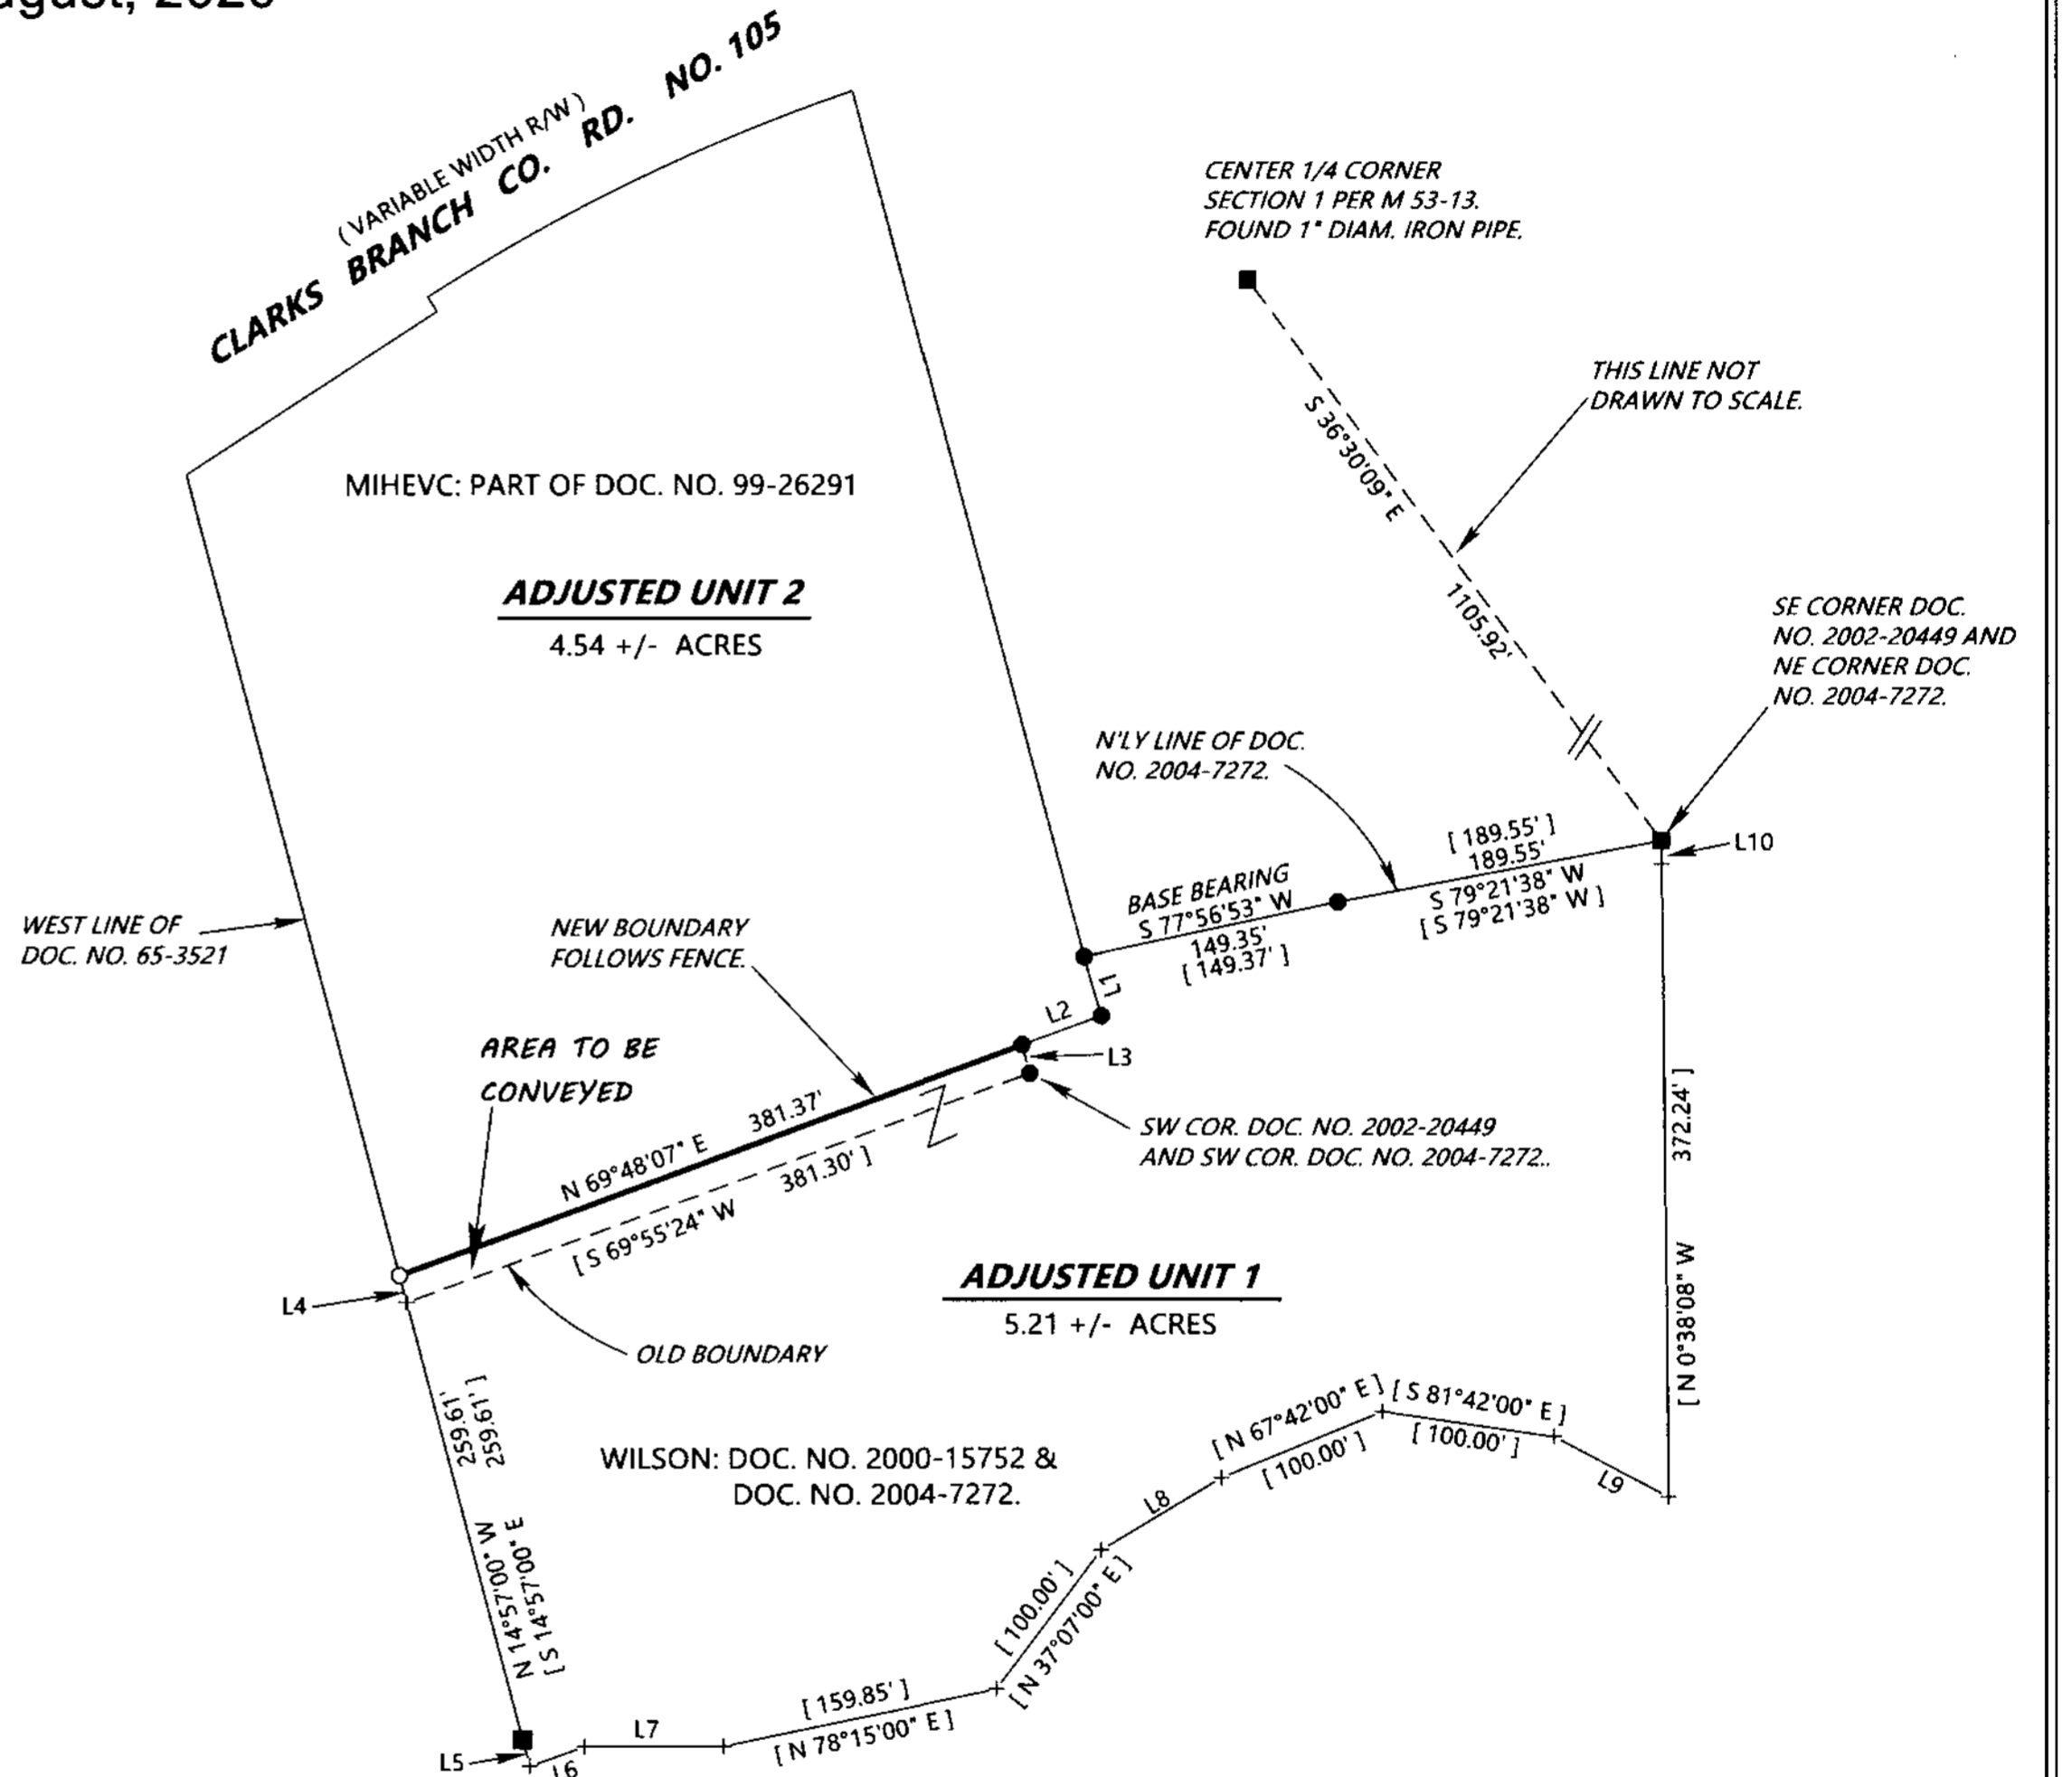 CLARKS BRANCH CO. RD. NO. 105
(VARIABLE WIDTH R/W)
CENTER 1/4 CORNER
SECTION 1 PER M 53-13.
FOUND 1" DIAM. IRON PIPE.
THIS LINE NOT
DRAWN TO SCALE.
S 36°30'09" E
1105.92'
MIHEVC: PART OF DOC. NO. 99-26291
ADJUSTED UNIT 2
4.54 +/- ACRES
SE CORNER DOC.
NO. 2002-20449 AND
NE CORNER DOC.
NO. 2004-7272.
N'LY LINE OF DOC.
NO. 2004-7272.
[ 189.55' ]
189.55'
S 79°21'38" W
[ S 79°21'38" W ]
L10
BASE BEARING
S 77°56'53" W
149.35'
[ 149.37' ]
WEST LINE OF
DOC. NO. 65-3521
NEW BOUNDARY
FOLLOWS FENCE.
L1
L2
L3
AREA TO BE
CONVEYED
N 69°48'07" E 381.37'
[ S 69°55'24" W 381.30' ]
SW COR. DOC. NO. 2002-20449
AND SW COR. DOC. NO. 2004-7272..
[ N 0°38'08" W 372.24' ]
L4
OLD BOUNDARY
ADJUSTED UNIT 1
5.21 +/- ACRES
N 14°57'00" W 259.61'
[ S 14°57'00" E 259.61' ]
WILSON: DOC. NO. 2000-15752 &
DOC. NO. 2004-7272.
[ N 67°42'00" E ]
[ 100.00' ]
[ S 81°42'00" E ]
[ 100.00' ]
L9
L8
[ 100.00' ]
[ N 37°07'00" E ]
[ 159.85' ]
[ N 78°15'00" E ]
L7
L5
L6